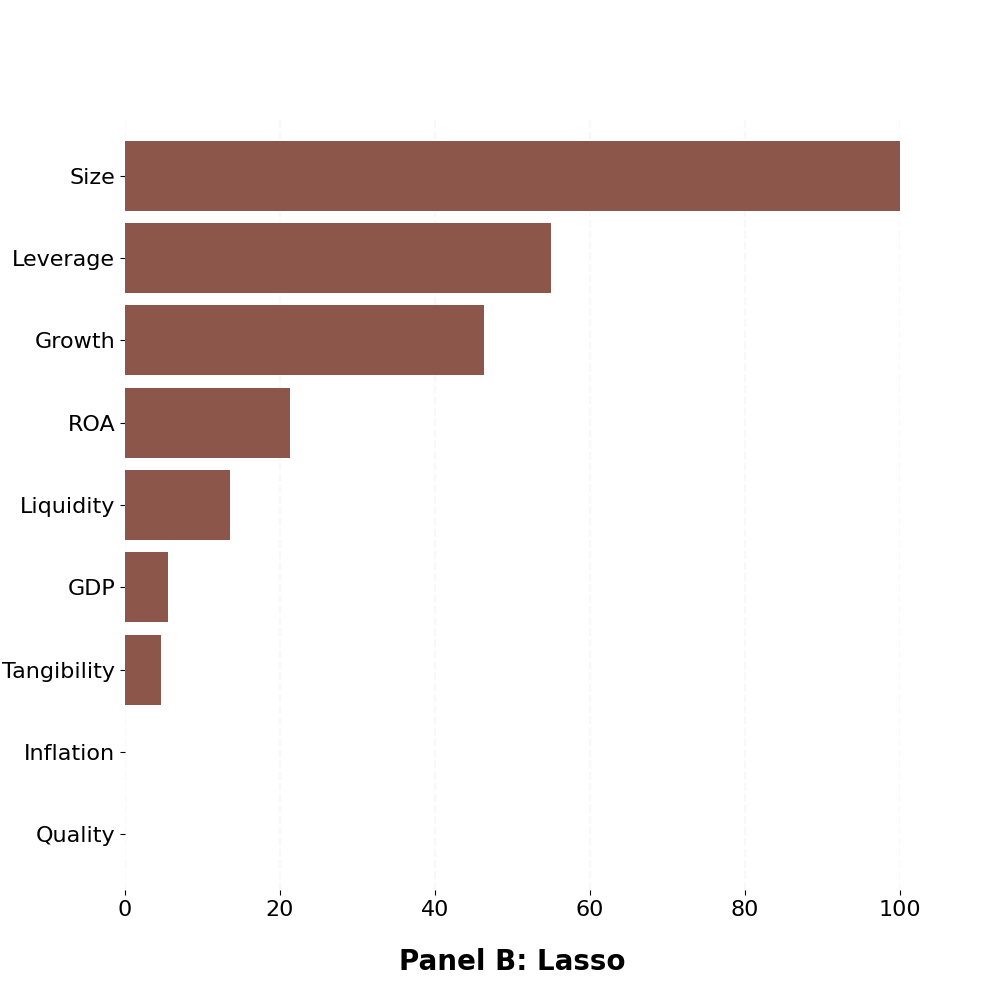 Size
Leverage
Growth
ROA
Liquidity
GDP
Tangibility
Inflation
Quality
0 20 40 60 80 100
Panel B: Lasso